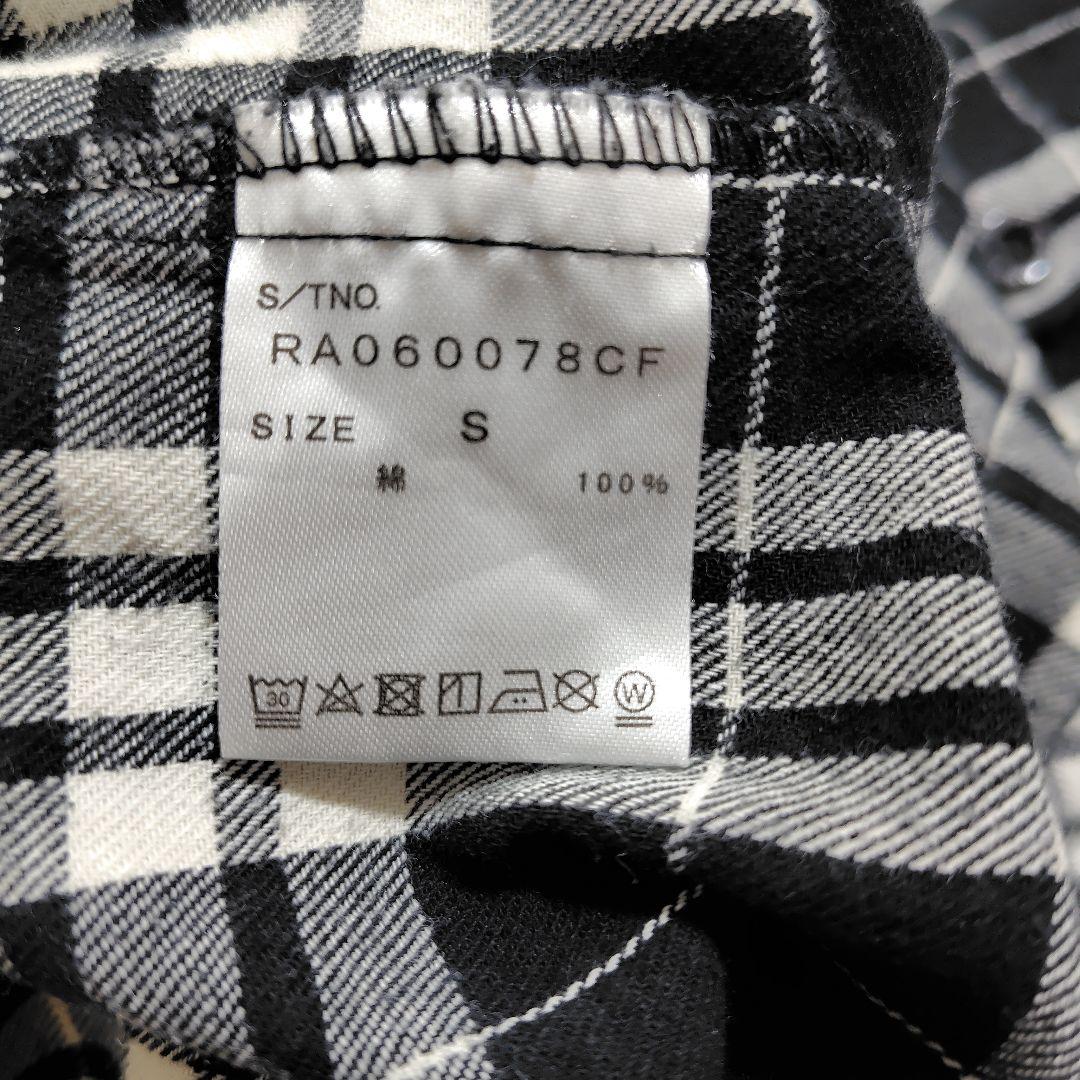 S/TNO.
RA060078CF
SIZE S
綿 100%
30
W